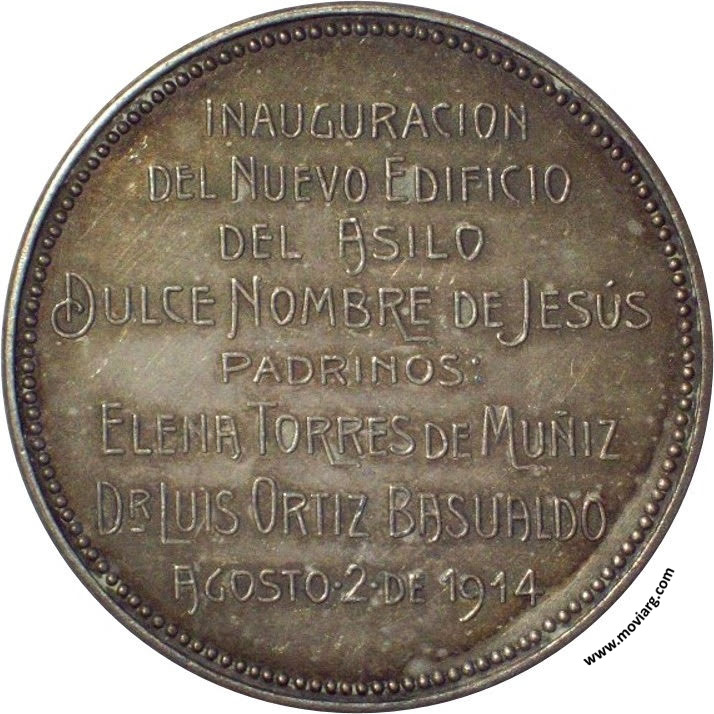 INAUGURACION
DEL NUEVO EDIFICIO
DEL ASILO
DULCE NOMBRE DE JESÚS
PADRINOS:
ELENA TORRES DE MUÑIZ
DR LUIS ORTIZ BASUALDO
AGOSTO·2·DE 1914
www.moviarg.com